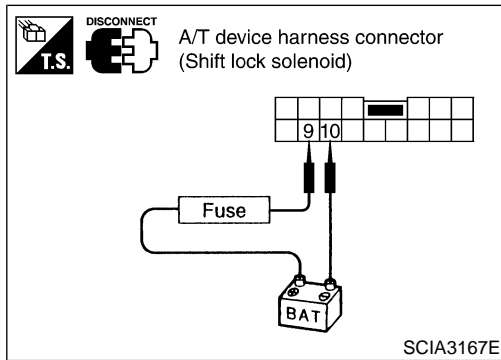 T.S.
DISCONNECT
A/T device harness connector
(Shift lock solenoid)
9 10
Fuse
BAT
SCIA3167E